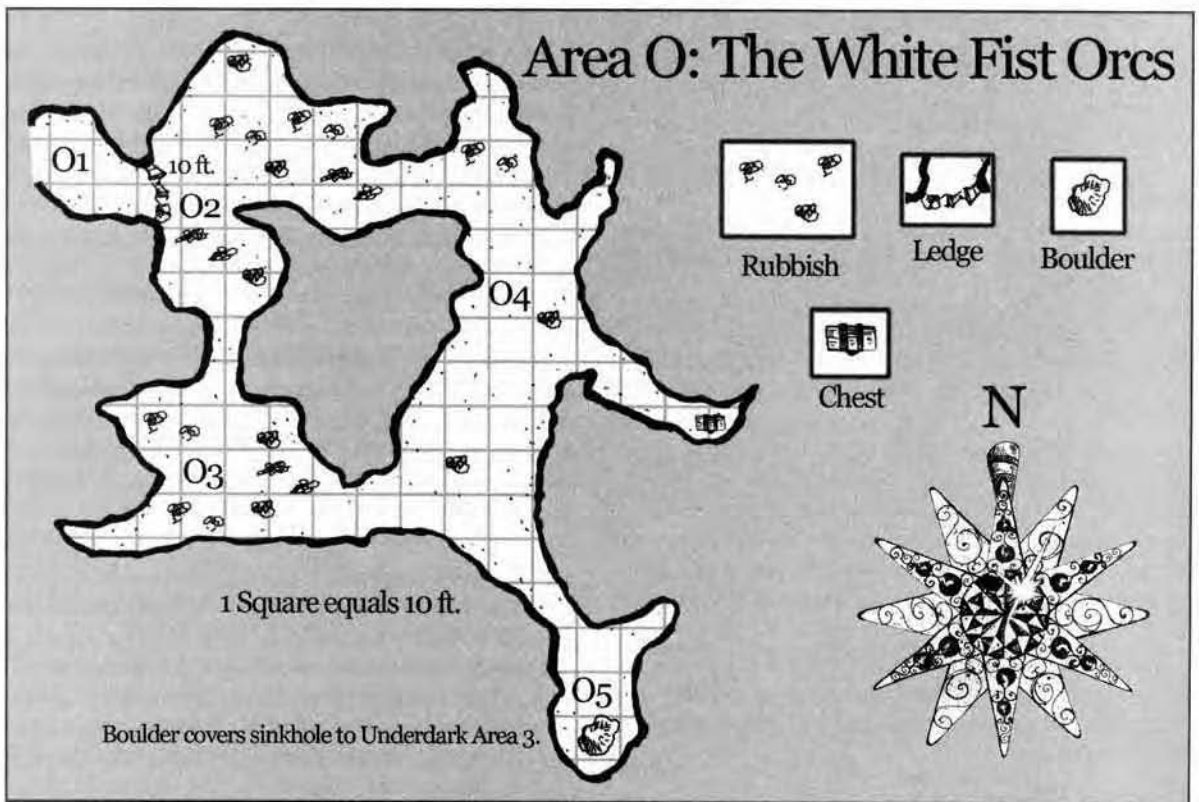 Area O: The White Fist Orcs
O1
10 ft.
O2
Rubbish
Ledge
Boulder
O4
Chest
N
O3
1 Square equals 10 ft.
O5
Boulder covers sinkhole to Underdark Area 3.